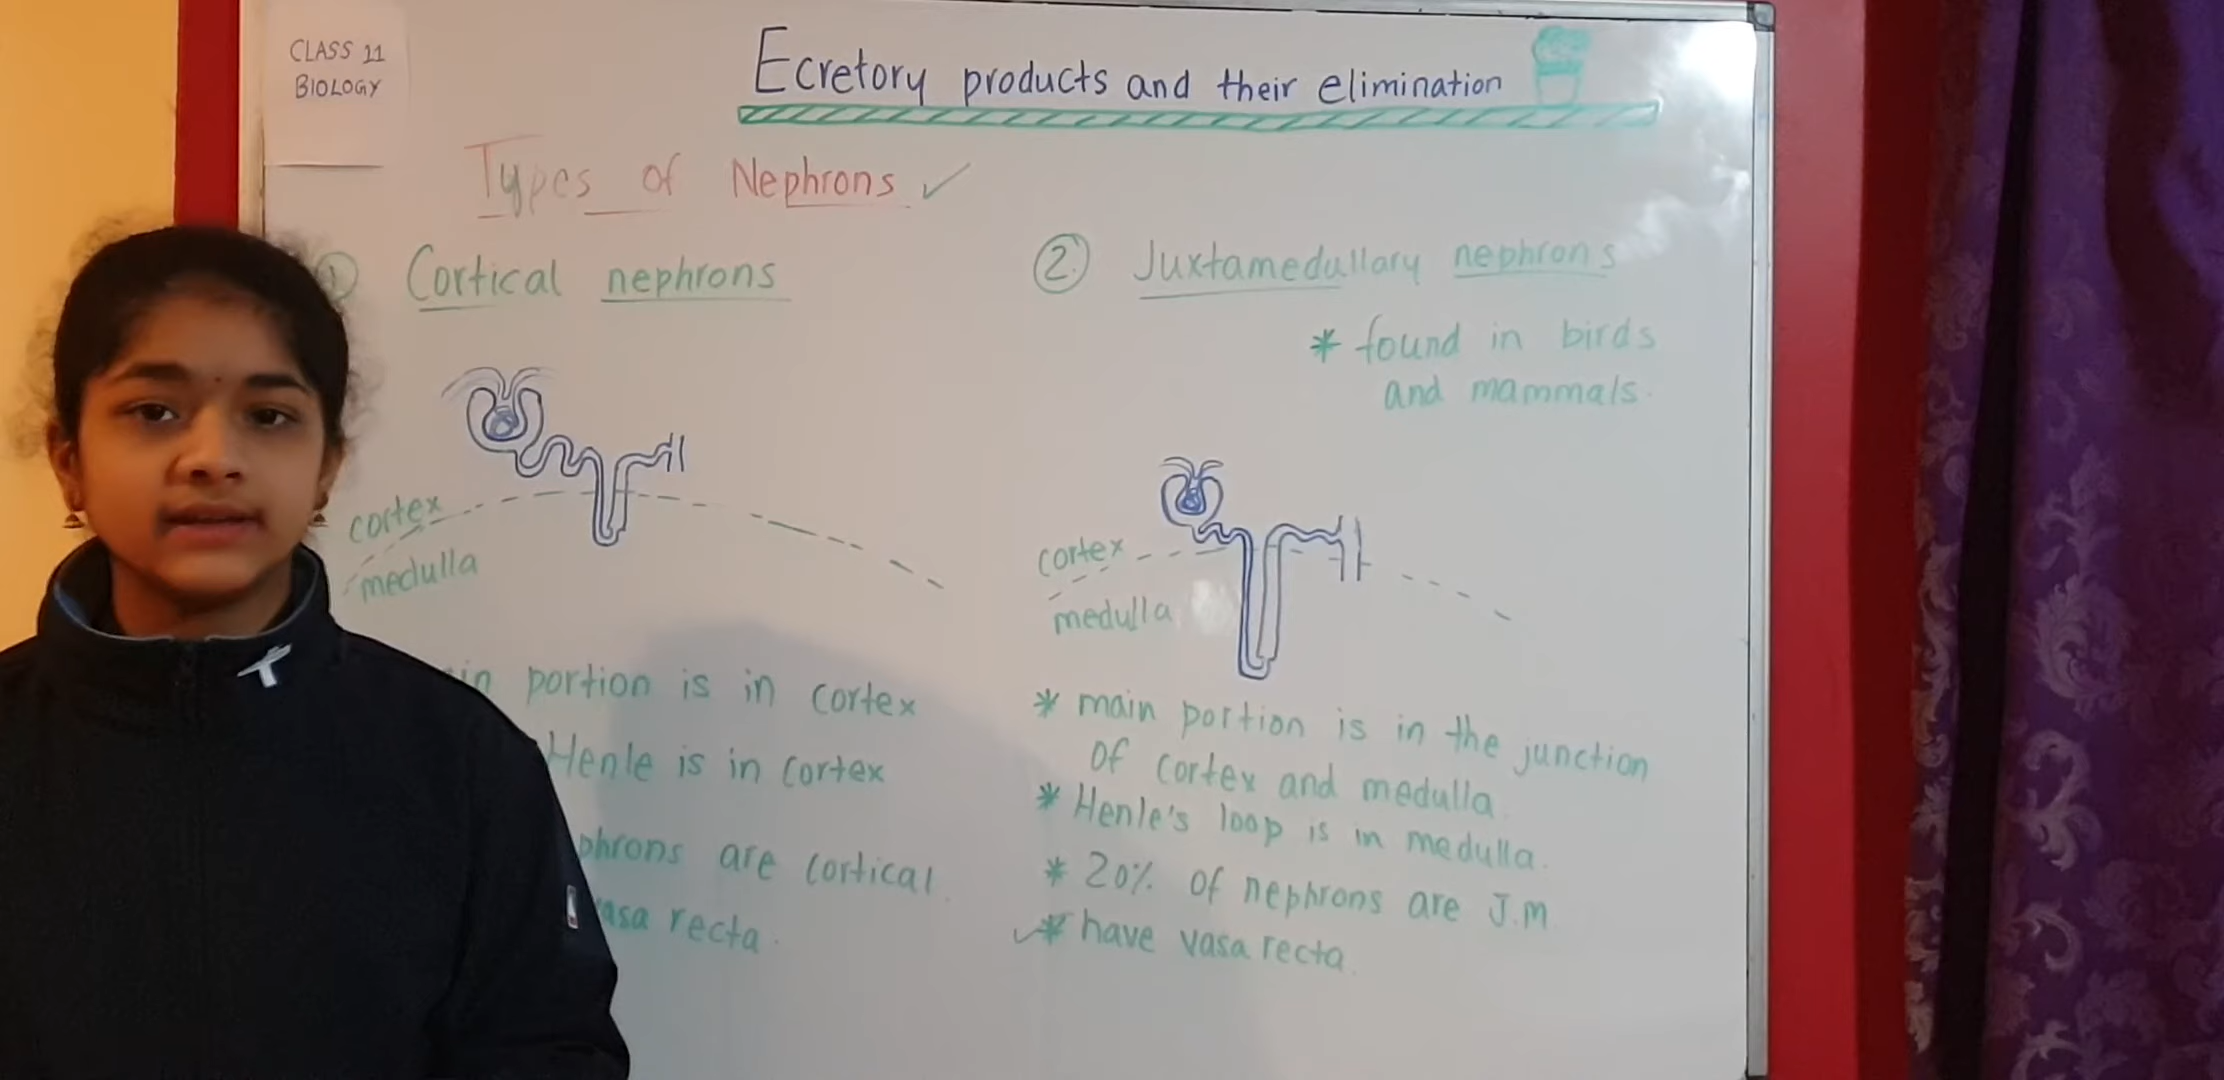 CLASS 11
BIOLOGY
Ecretory products and their elimination
Types of Nephrons ✓
① Cortical nephrons
cortex
medulla
portion is in cortex
Henle is in cortex
are cortical.
recta.
② Juxtamedullary nephrons
* found in birds
and mammals.
cortex
medulla
* main portion is in the junction
of cortex and medulla.
* Henle's loop is in medulla.
* 20% of nephrons are J.M
✓* have vasa recta.